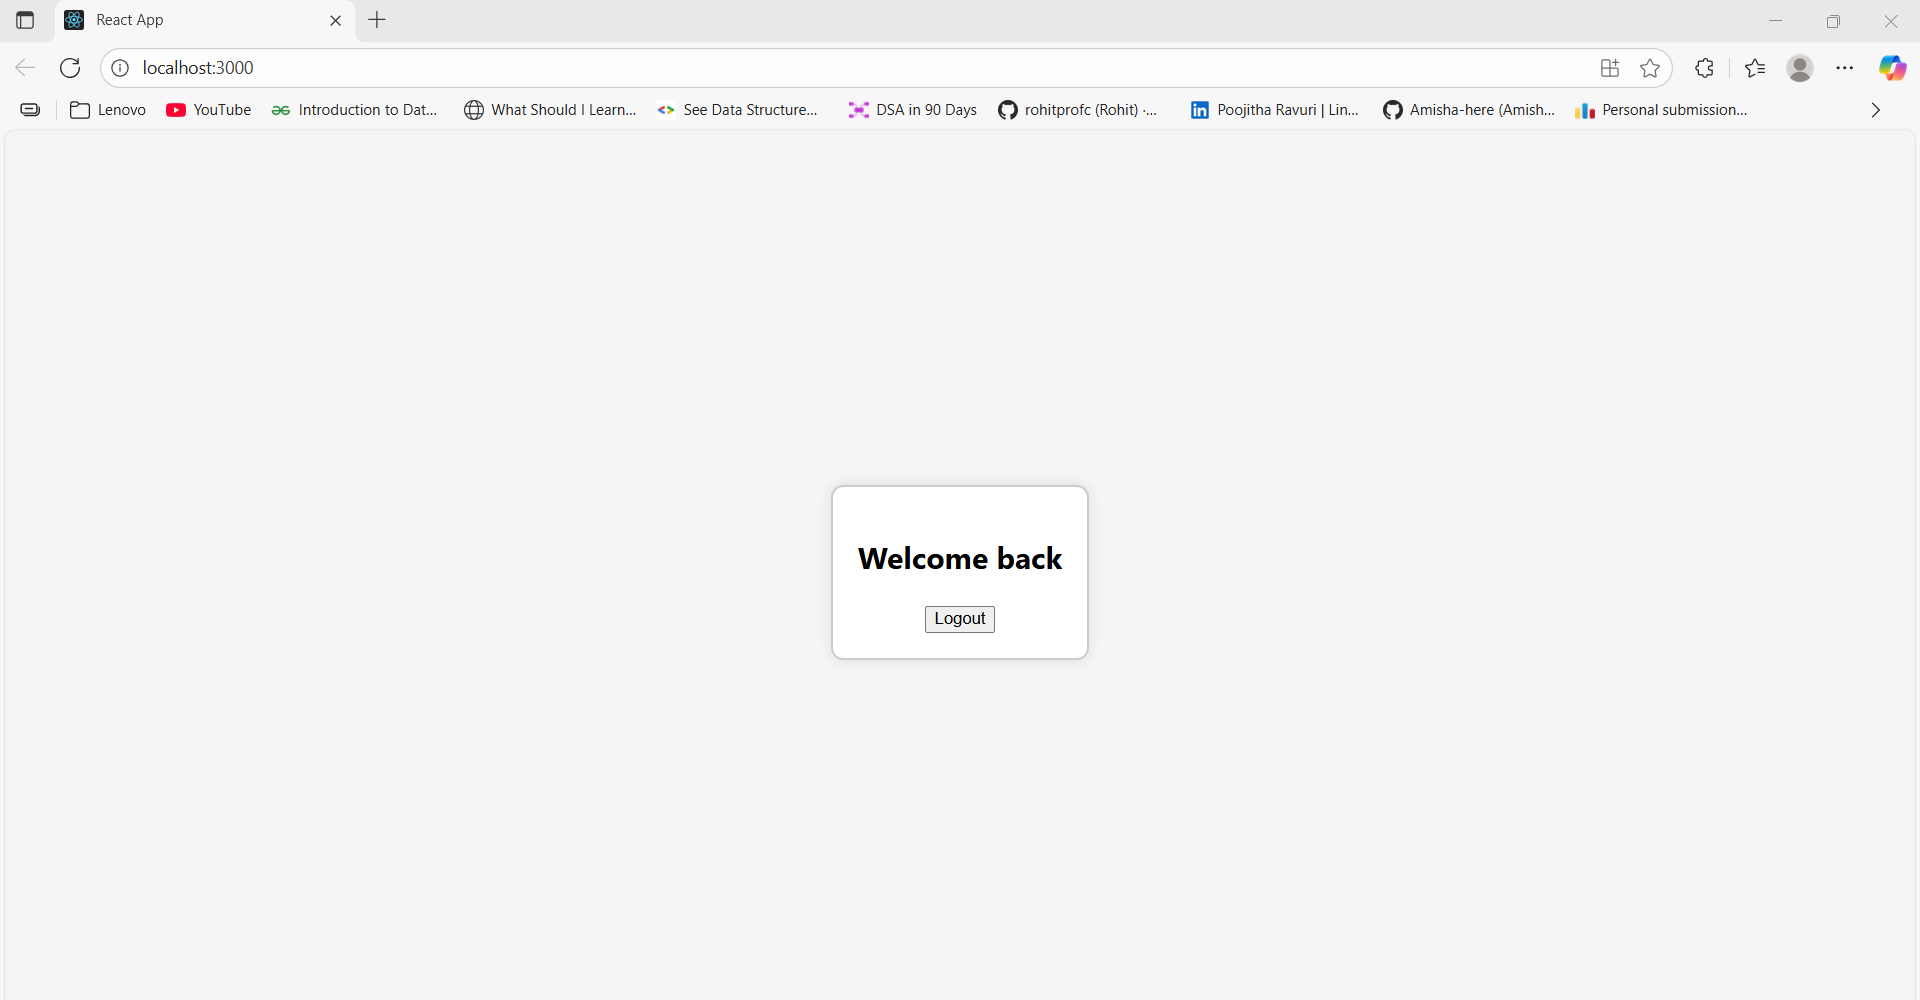 React App
localhost:3000
Lenovo YouTube Introduction to Dat... What Should I Learn... See Data Structure... DSA in 90 Days rohitprofc (Rohit) ·... Poojitha Ravuri | Lin... Amisha-here (Amish... Personal submission...
Welcome back
Logout